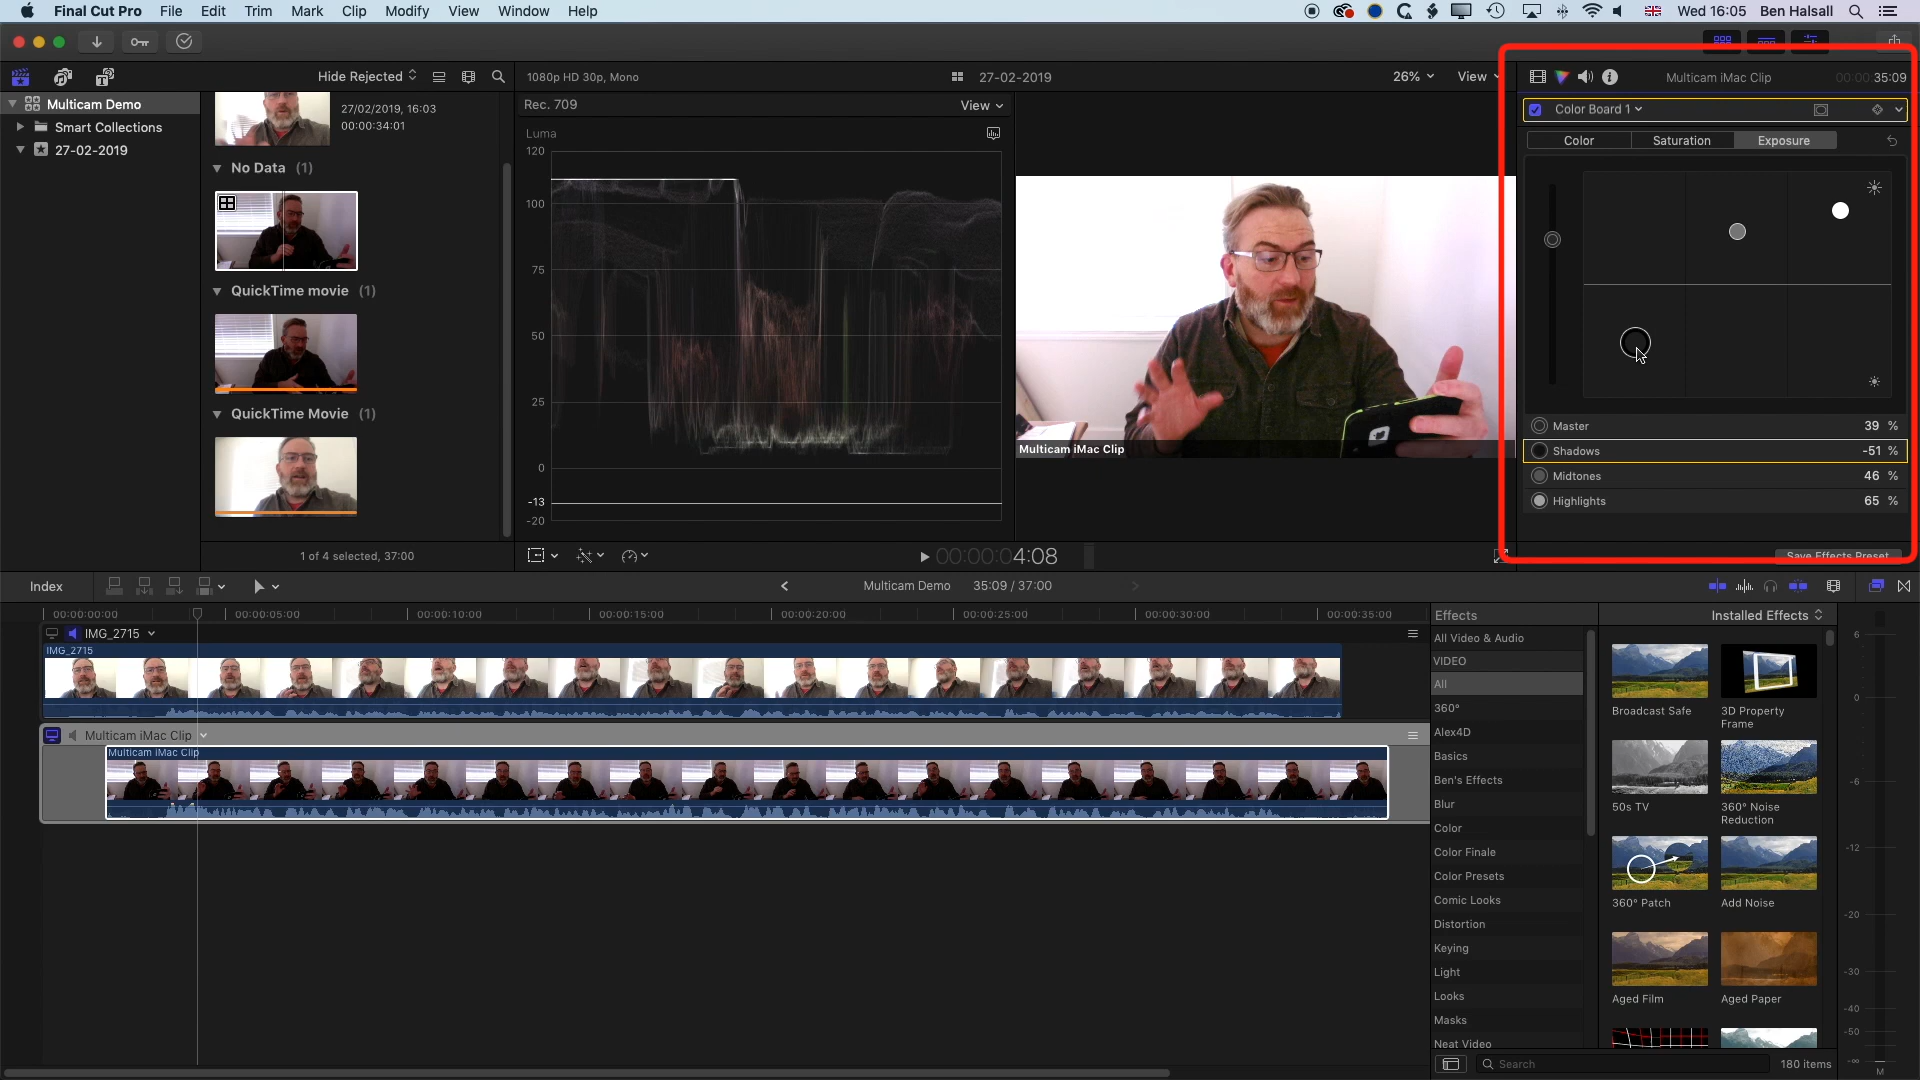 Final Cut Pro File Edit Trim Mark Clip Modify View Window Help
Wed 16:05 Ben Halsall
Hide Rejected
1080p HD 30p, Mono
27-02-2019
26% View
Multicam iMac Clip
00:00:35:09
Multicam Demo
Smart Collections
27-02-2019
27/02/2019, 16:03
00:00:34:01
No Data (1)
QuickTime movie (1)
QuickTime Movie (1)
1 of 4 selected, 37:00
Rec. 709
View
Luma
120
100
75
50
25
0
-13
-20
Multicam iMac Clip
00:00:00:04:08
Color Board 1
Color Saturation Exposure
Master 39 %
Shadows -51 %
Midtones 46 %
Highlights 65 %
Save Effects Preset
Index
Multicam Demo 35:09 / 37:00
00:00:00:00 00:00:05:00 00:00:10:00 00:00:15:00 00:00:20:00 00:00:25:00 00:00:30:00 00:00:35:00
IMG_2715
IMG_2715
Multicam iMac Clip
Multicam iMac Clip
Effects
Installed Effects
All Video & Audio
VIDEO
All
360°
Alex4D
Basics
Ben's Effects
Blur
Color
Color Finale
Color Presets
Comic Looks
Distortion
Keying
Light
Looks
Masks
Neat Video
Broadcast Safe
3D Property Frame
50s TV
360° Noise Reduction
360° Patch
Add Noise
Aged Film
Aged Paper
Search
180 items
6
0
-6
-12
-20
-30
-40
-50
-∞
M